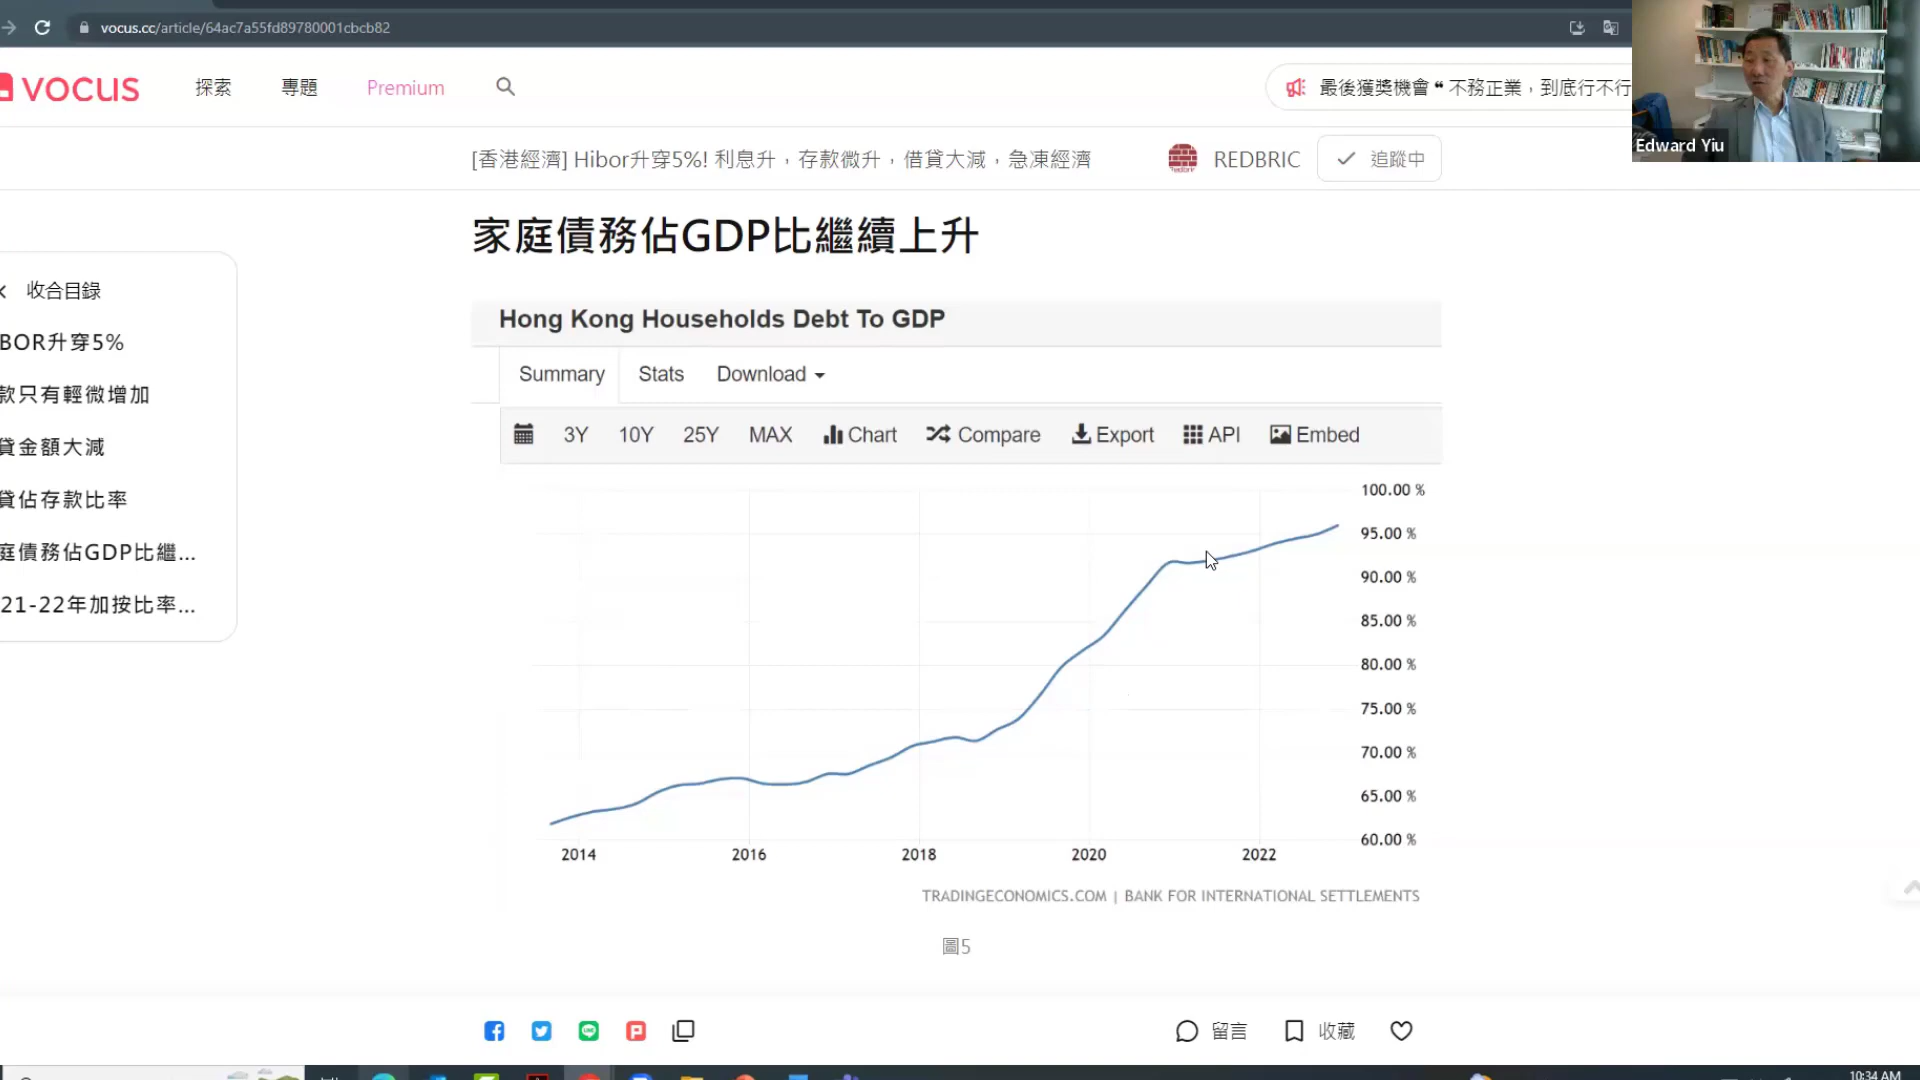 vocus.cc/article/64ac7a55fd89780001cbcb82
vocus
探索
專題
Premium
最後獲獎機會❝不務正業，到底行不行
Edward Yiu
[香港經濟] Hibor升穿5%! 利息升，存款微升，借貸大減，急凍經濟
REDBRIC
追蹤中
家庭債務佔GDP比繼續上升
收合目錄
BOR升穿5%
款只有輕微增加
貸金額大減
貸佔存款比率
庭債務佔GDP比繼...
21-22年加按比率...
Hong Kong Households Debt To GDP
Summary
Stats
Download
3Y
10Y
25Y
MAX
Chart
Compare
Export
API
Embed
100.00 %
95.00 %
90.00 %
85.00 %
80.00 %
75.00 %
70.00 %
65.00 %
60.00 %
2014
2016
2018
2020
2022
TRADINGECONOMICS.COM | BANK FOR INTERNATIONAL SETTLEMENTS
圖5
留言
收藏
10:34 AM